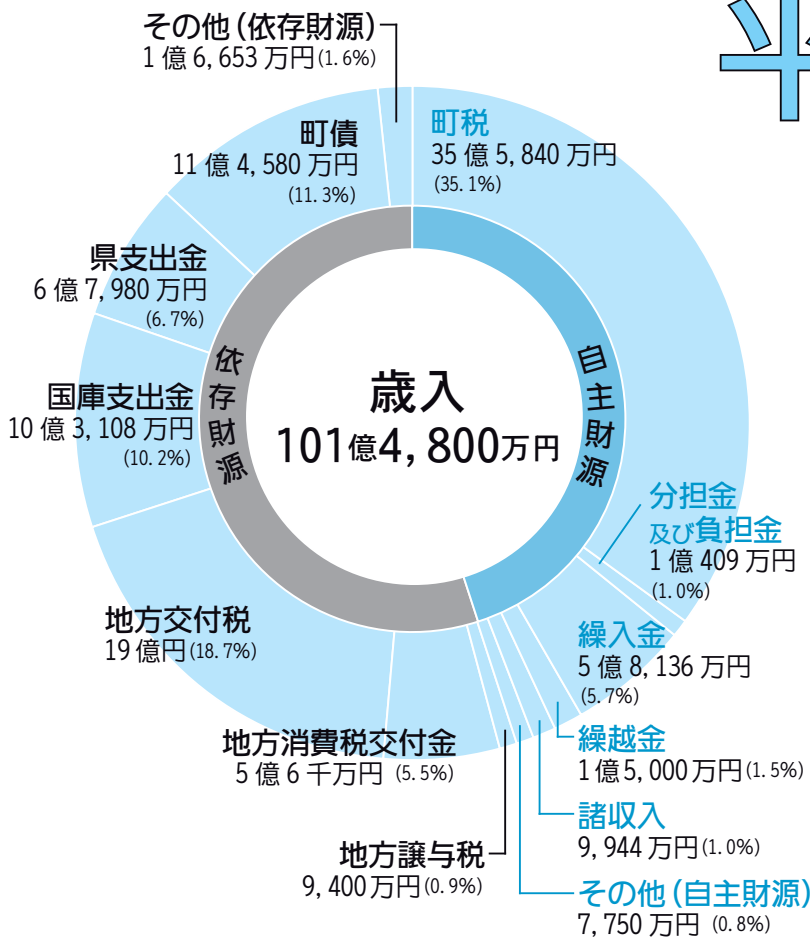 その他(依存財源)
1億6,653万円(1.6%)
町債
11億4,580万円
(11.3%)
県支出金
6億7,980万円
(6.7%)
国庫支出金
10億3,108万円
(10.2%)
地方交付税
19億円(18.7%)
地方消費税交付金
5億6千万円 (5.5%)
地方譲与税
9,400万円(0.9%)
依存財源
歳入
101億4,800万円
自主財源
町税
35億5,840万円
(35.1%)
分担金
及び負担金
1億409万円
(1.0%)
繰入金
5億8,136万円
(5.7%)
繰越金
1億5,000万円(1.5%)
諸収入
9,944万円(1.0%)
その他(自主財源)
7,750万円 (0.8%)